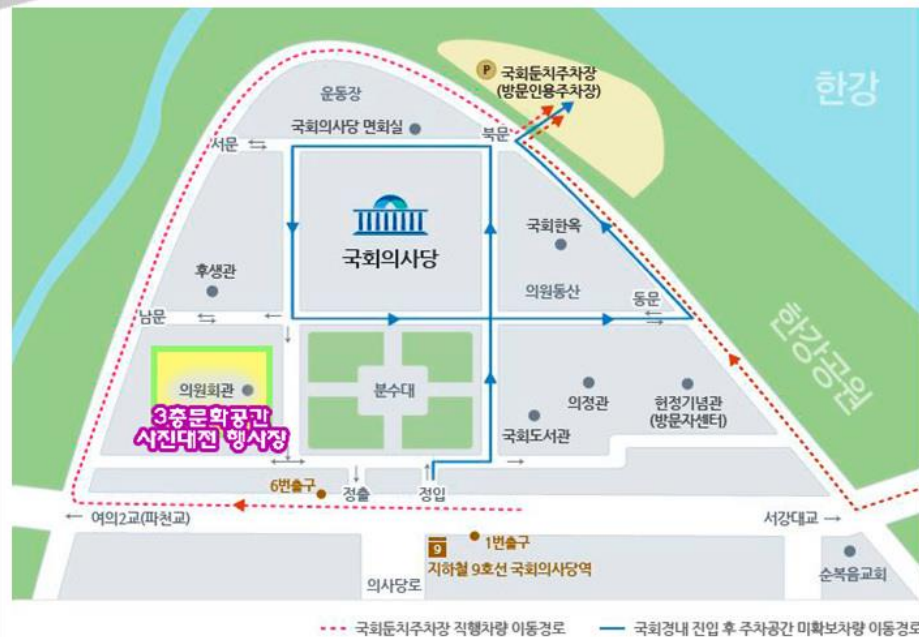 한강
P 국회둔치주차장
(방문인용주차장)
운동장
국회의사당 면회실
북문
서문
국회의사당
국회한옥
후생관
의원동산
동문
남문
한강공원
의원회관
분수대
의정관
헌정기념관
(방문자센터)
3층문화공간
사진대전 행사장
국회도서관
6번출구
정출
정입
← 여의2교(파천교)
서강대교 →
1번출구
9
지하철 9호선 국회의사당역
순복음교회
의사당로
국회둔치주차장 직행차량 이동경로
국회경내 진입 후 주차공간 미확보차량 이동경로